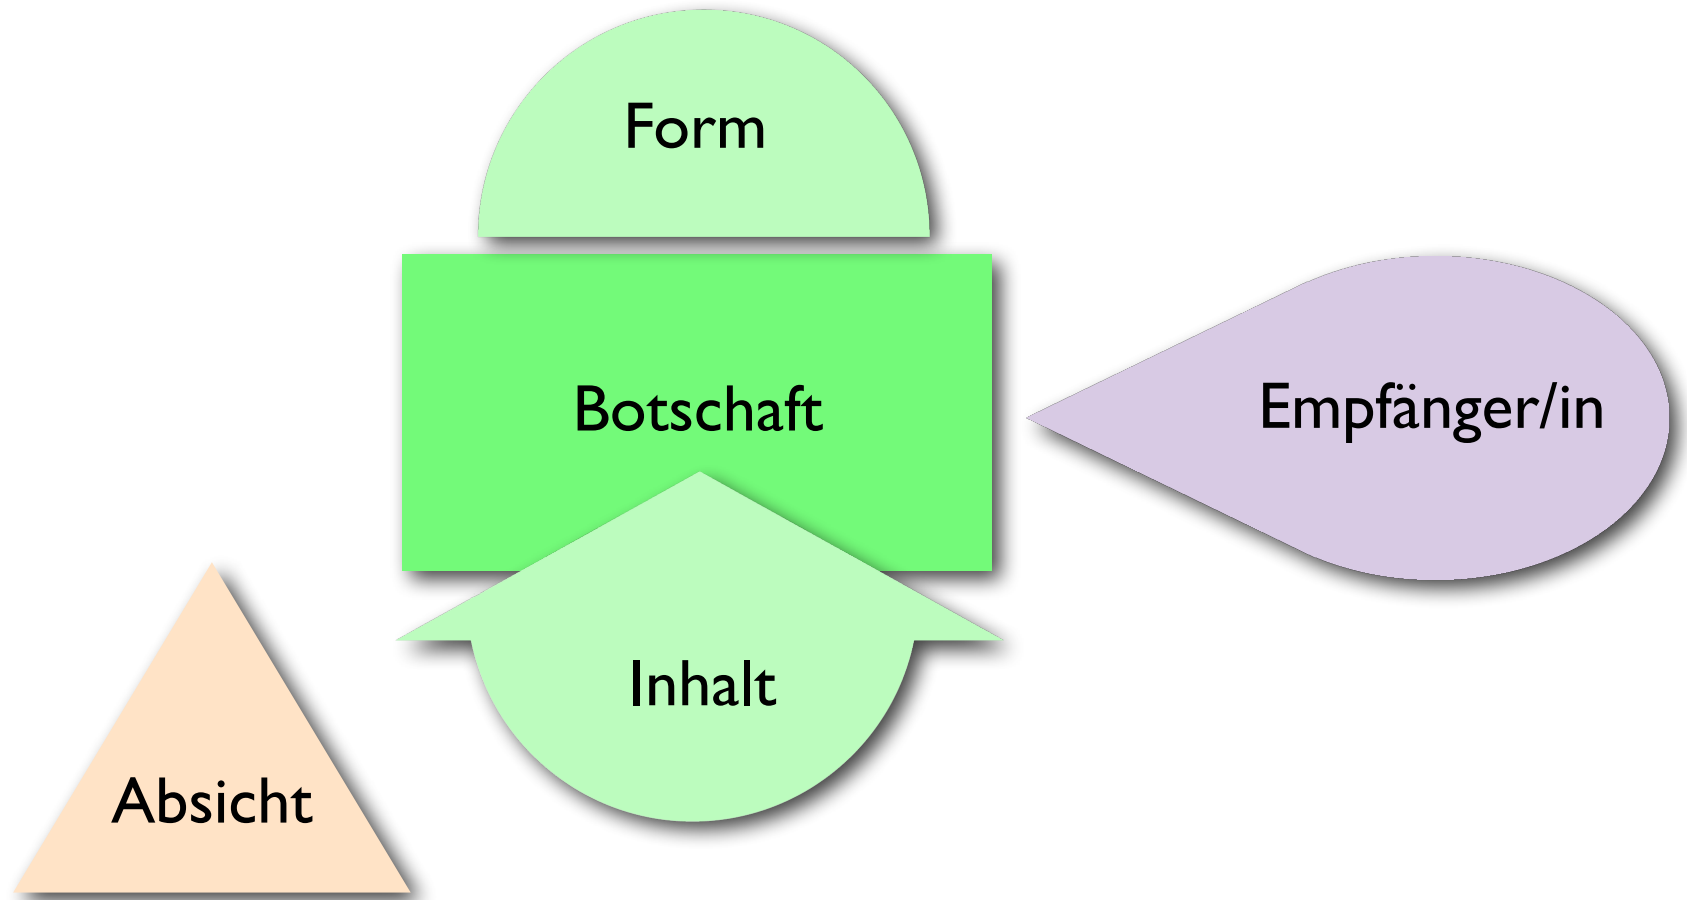 Form
Botschaft
Empfänger/in
Inhalt
Absicht